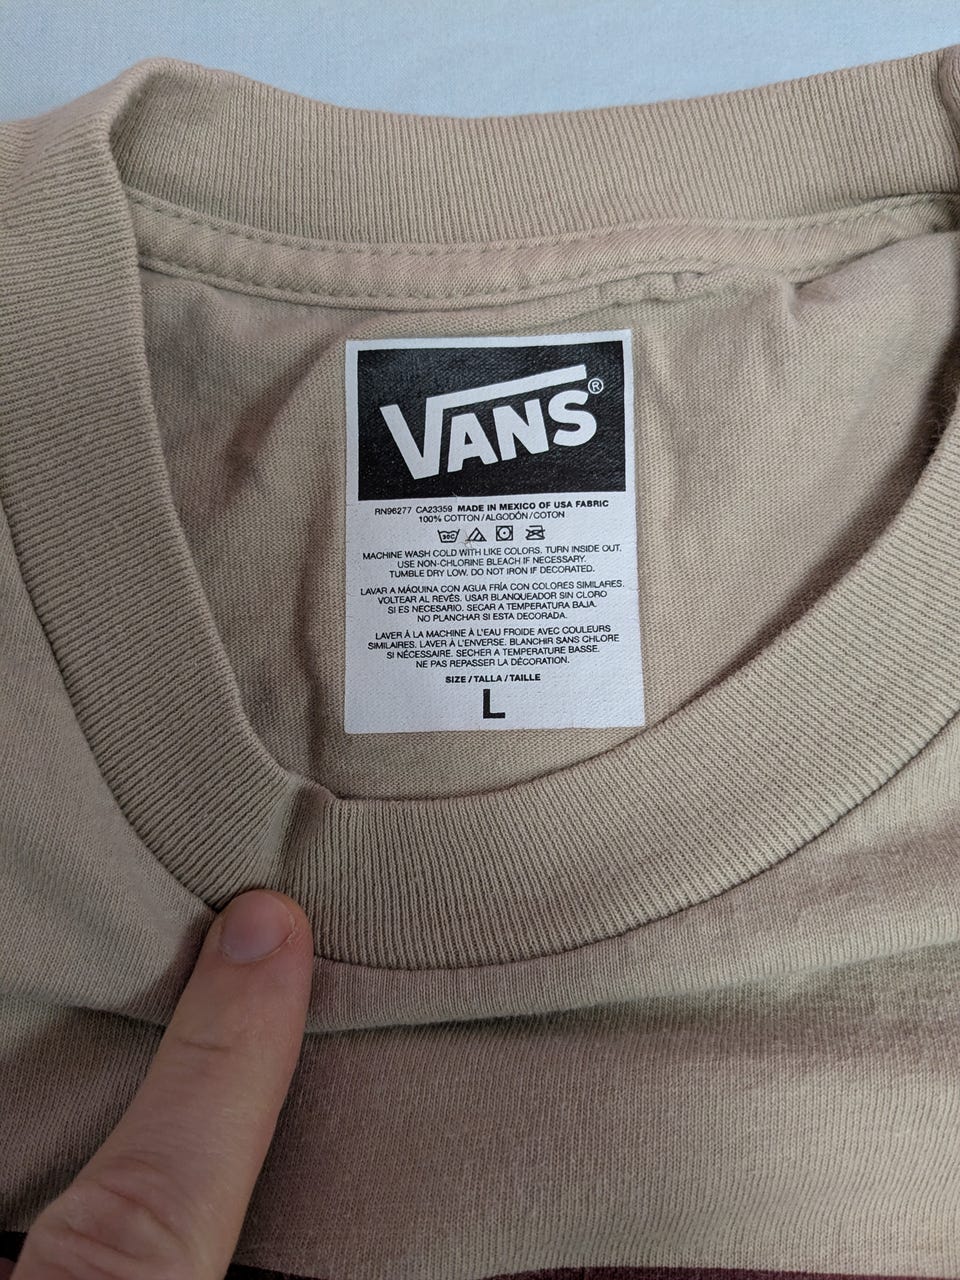 VANS®
RN96277 CA23359 MADE IN MEXICO OF USA FABRIC
100% COTTON/ALGODÓN/COTON
30C
MACHINE WASH COLD WITH LIKE COLORS. TURN INSIDE OUT.
USE NON-CHLORINE BLEACH IF NECESSARY.
TUMBLE DRY LOW. DO NOT IRON IF DECORATED.
LAVAR A MÁQUINA CON AGUA FRÍA CON COLORES SIMILARES.
VOLTEAR AL REVÉS. USAR BLANQUEADOR SIN CLORO
SI ES NECESARIO. SECAR A TEMPERATURA BAJA.
NO PLANCHAR SI ESTA DECORADA.
LAVER À LA MACHINE À L'EAU FROIDE AVEC COULEURS
SIMILAIRES. LAVER À L'ENVERSE. BLANCHIR SANS CHLORE
SI NÉCESSAIRE. SECHER A TEMPERATURE BASSE.
NE PAS REPASSER LA DÉCORATION.
SIZE/TALLA/TAILLE
L